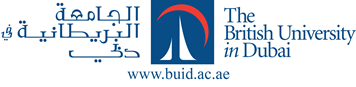 الجامعة
البريطانية في
دبي
The
British University
in Dubai
www.buid.ac.ae